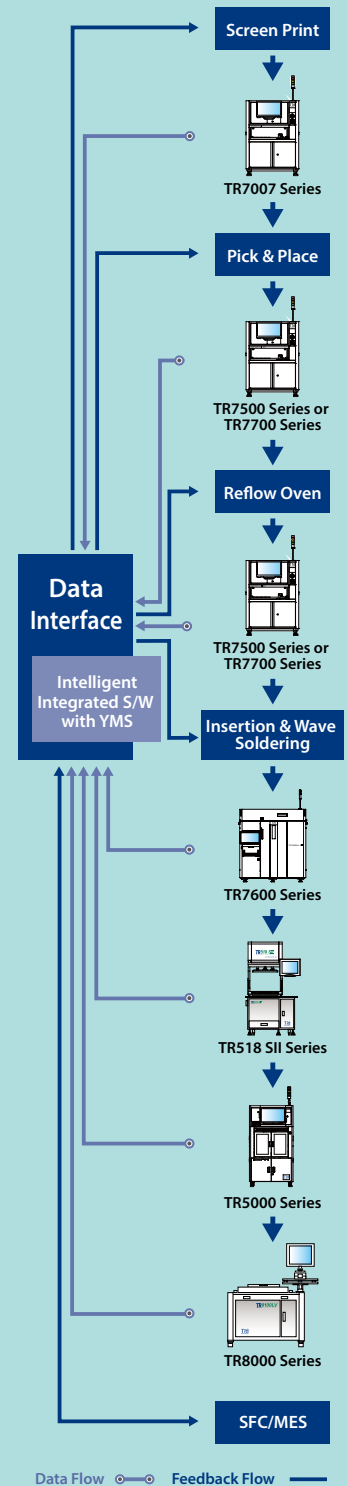 Screen Print
TR7007 Series
Pick & Place
TR7500 Series or
TR7700 Series
Reflow Oven
TR7500 Series or
TR7700 Series
Data
Interface
Intelligent
Integrated S/W
with YMS
Insertion & Wave
Soldering
TR7600 Series
TR518 SII Series
TR5000 Series
TR8100LV
TRI
TR8000 Series
SFC/MES
Data Flow
Feedback Flow